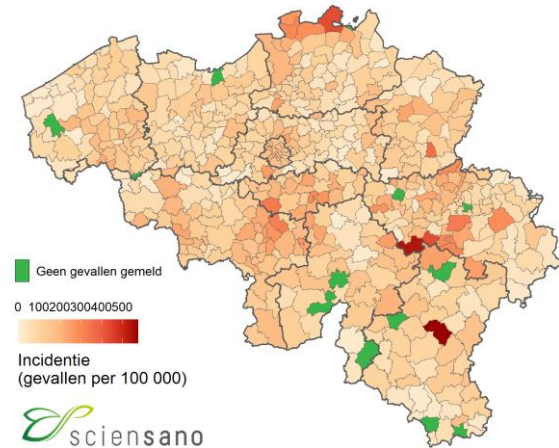 Geen gevallen gemeld
0 100200300400500
Incidentie
(gevallen per 100 000)
sciensano